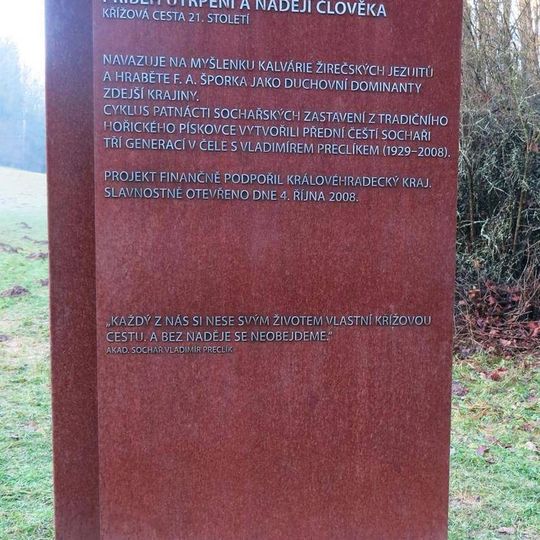 PŘÍBĚH UTRPENÍ A NADĚJÍ ČLOVĚKA
KŘÍŽOVÁ CESTA 21. STOLETÍ
NAVAZUJE NA MYŠLENKU KALVÁRIE ŽIREČSKÝCH JEZUITŮ
A HRABĚTE F. A. ŠPORKA JAKO DUCHOVNÍ DOMINANTY
ZDEJŠÍ KRAJINY.
CYKLUS PATNÁCTI SOCHAŘSKÝCH ZASTAVENÍ Z TRADIČNÍHO
HOŘICKÉHO PÍSKOVCE VYTVOŘILI PŘEDNÍ ČEŠTÍ SOCHAŘI
TŘÍ GENERACÍ V ČELE S VLADIMÍREM PRECLÍKEM (1929–2008).
PROJEKT FINANČNĚ PODPOŘIL KRÁLOVÉHRADECKÝ KRAJ.
SLAVNOSTNĚ OTEVŘENO DNE 4. ŘÍJNA 2008.
„KAŽDÝ Z NÁS SI NESE SVÝM ŽIVOTEM VLASTNÍ KŘÍŽOVOU
CESTU, A BEZ NADĚJE SE NEOBEJDEME.“
AKAD. SOCHAŘ VLADIMÍR PRECLÍK